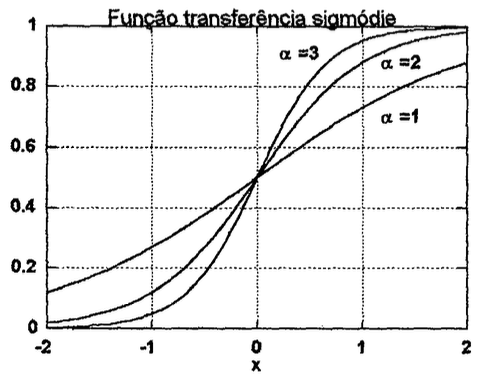 Função transferência sigmódie
1
α =3
α =2
0.8
α =1
0.6
0.4
0.2
0
-2 -1 0 1 2
x